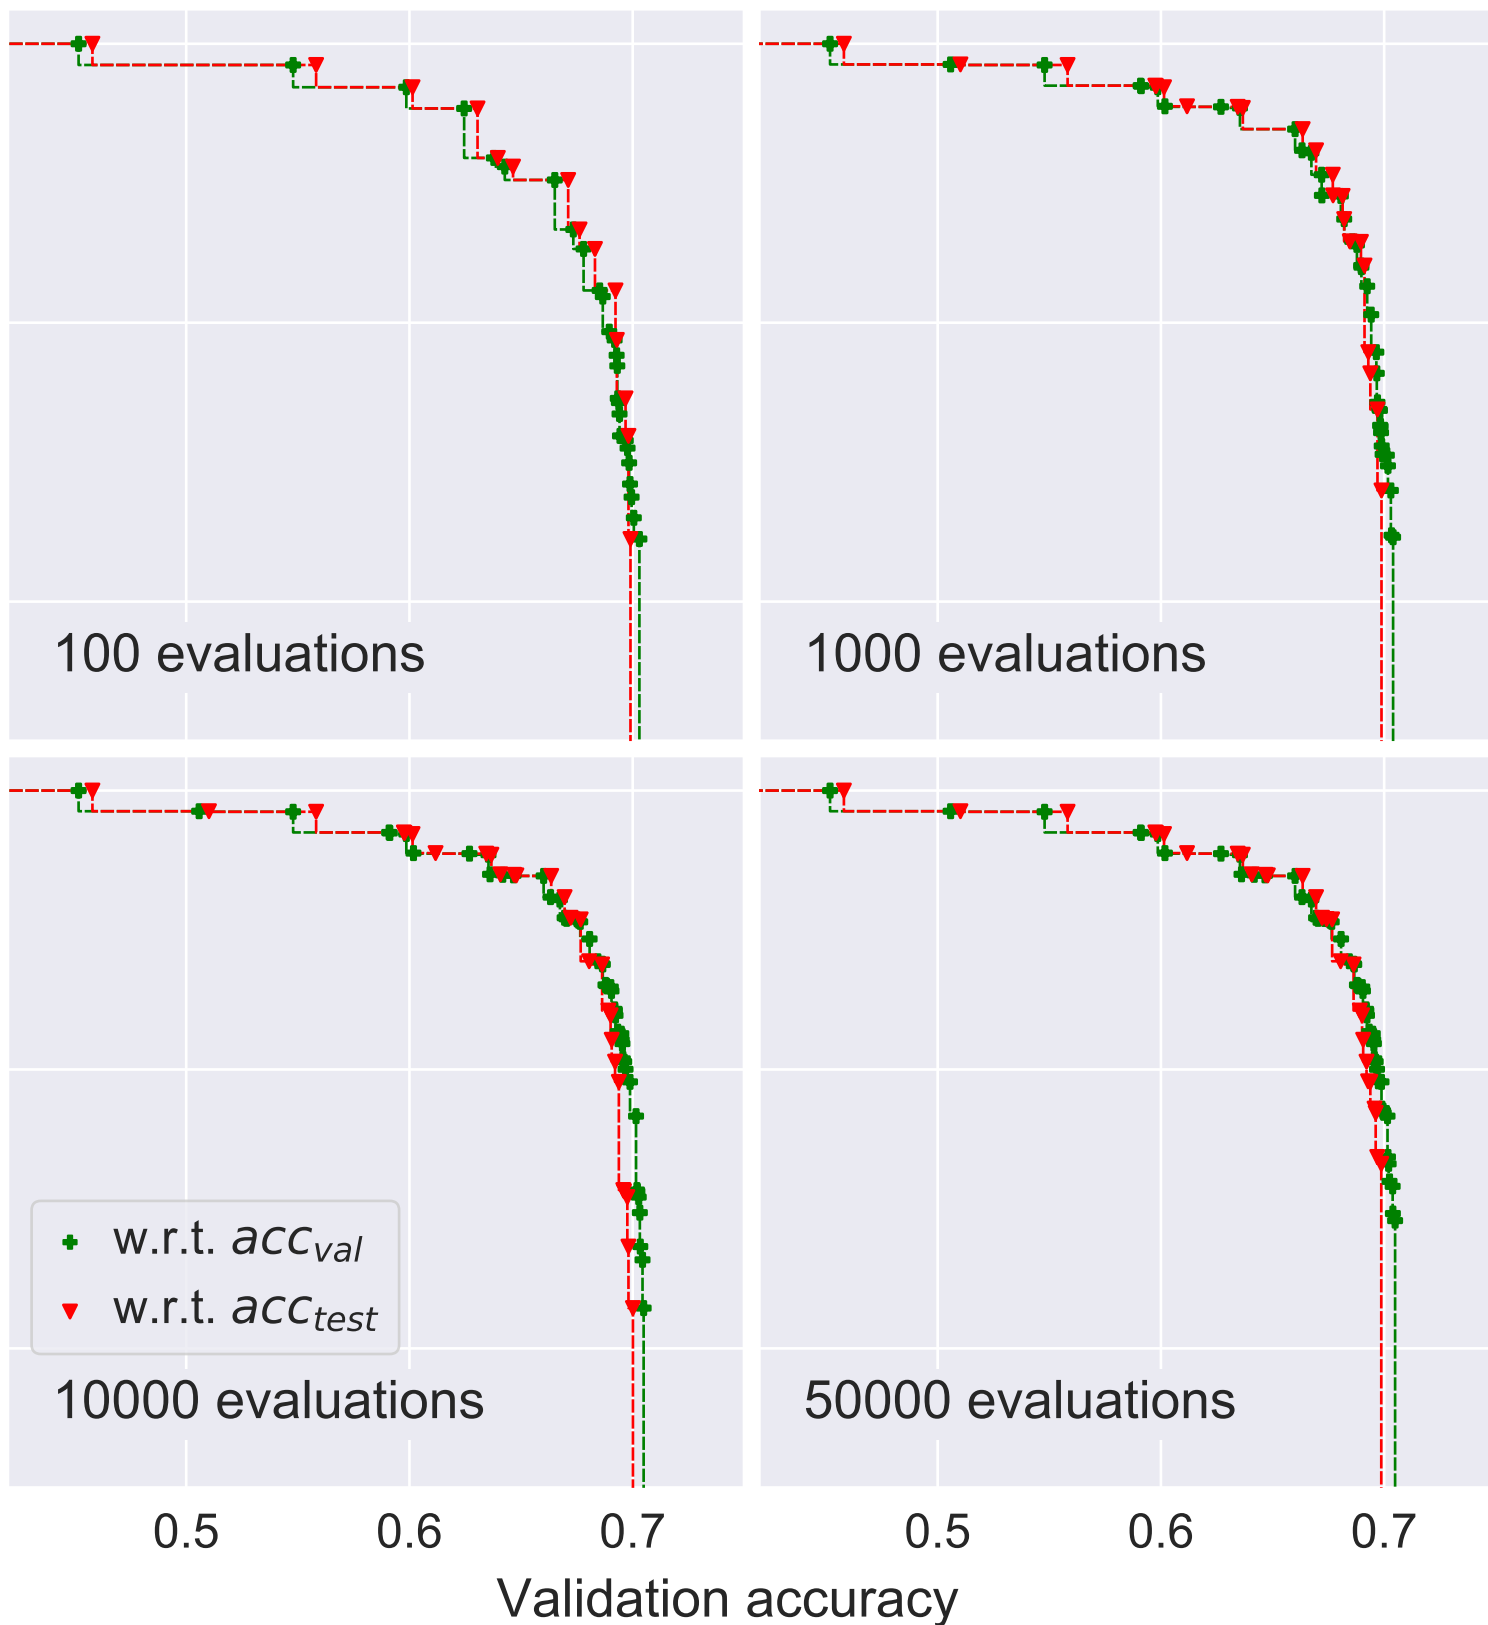 100 evaluations
1000 evaluations
w.r.t. acc_val
w.r.t. acc_test
10000 evaluations
50000 evaluations
0.5 0.6 0.7 0.5 0.6 0.7
Validation accuracy